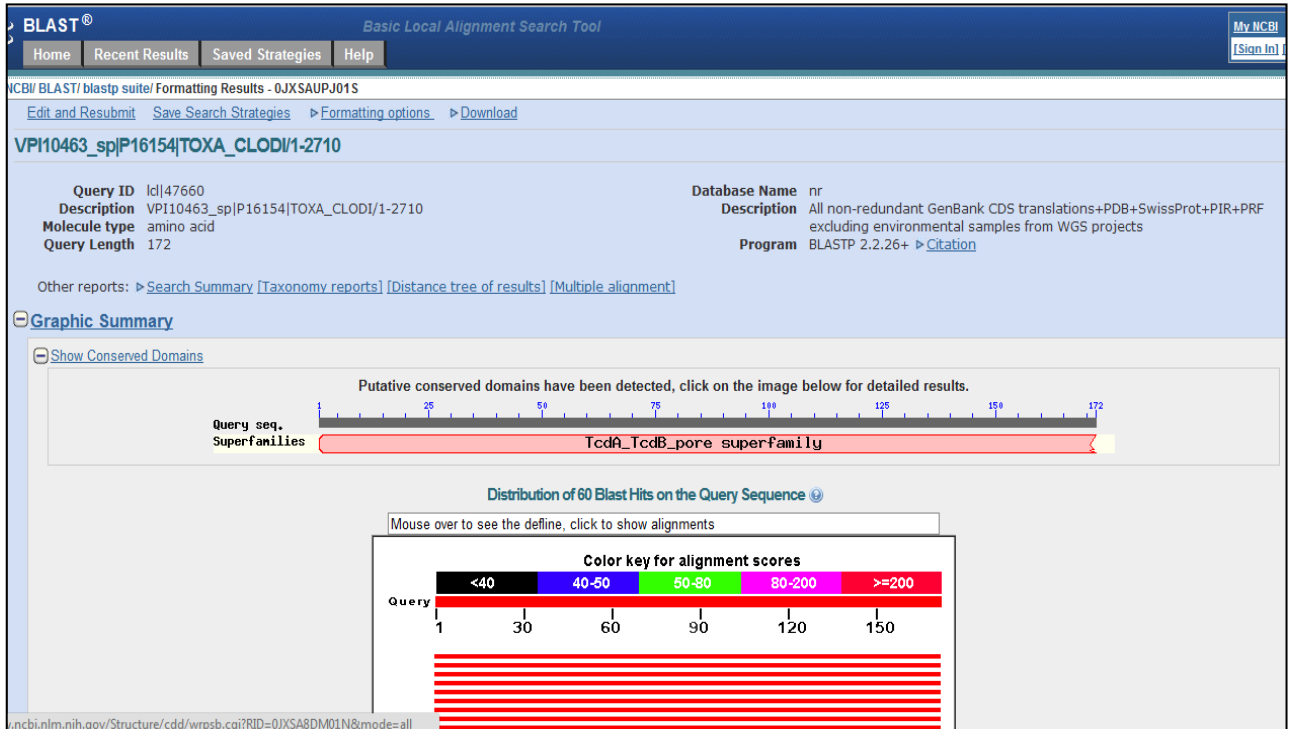 BLAST® Basic Local Alignment Search Tool My NCBI
Home Recent Results Saved Strategies Help [Sign In] [
NCBI/ BLAST/ blastp suite/ Formatting Results - 0JXSAUPJ01S
Edit and Resubmit Save Search Strategies Formatting options Download
VPI10463_sp|P16154|TOXA_CLODI/1-2710
Query ID lcl|47660 Database Name nr
Description VPI10463_sp|P16154|TOXA_CLODI/1-2710 Description All non-redundant GenBank CDS translations+PDB+SwissProt+PIR+PRF
Molecule type amino acid excluding environmental samples from WGS projects
Query Length 172 Program BLASTP 2.2.26+ Citation
Other reports: Search Summary [Taxonomy reports] [Distance tree of results] [Multiple alignment]
Graphic Summary
Show Conserved Domains
Putative conserved domains have been detected, click on the image below for detailed results.
1 25 50 75 100 125 150 172
Query seq.
Superfamilies TcdA_TcdB_pore superfamily
Distribution of 60 Blast Hits on the Query Sequence
Mouse over to see the defline, click to show alignments
Color key for alignment scores
<40 40-50 50-80 80-200 >=200
Query
1 30 60 90 120 150
.ncbi.nlm.nih.gov/Structure/cdd/wrpsb.cgi?RID=0JXSA8DM01N&mode=all